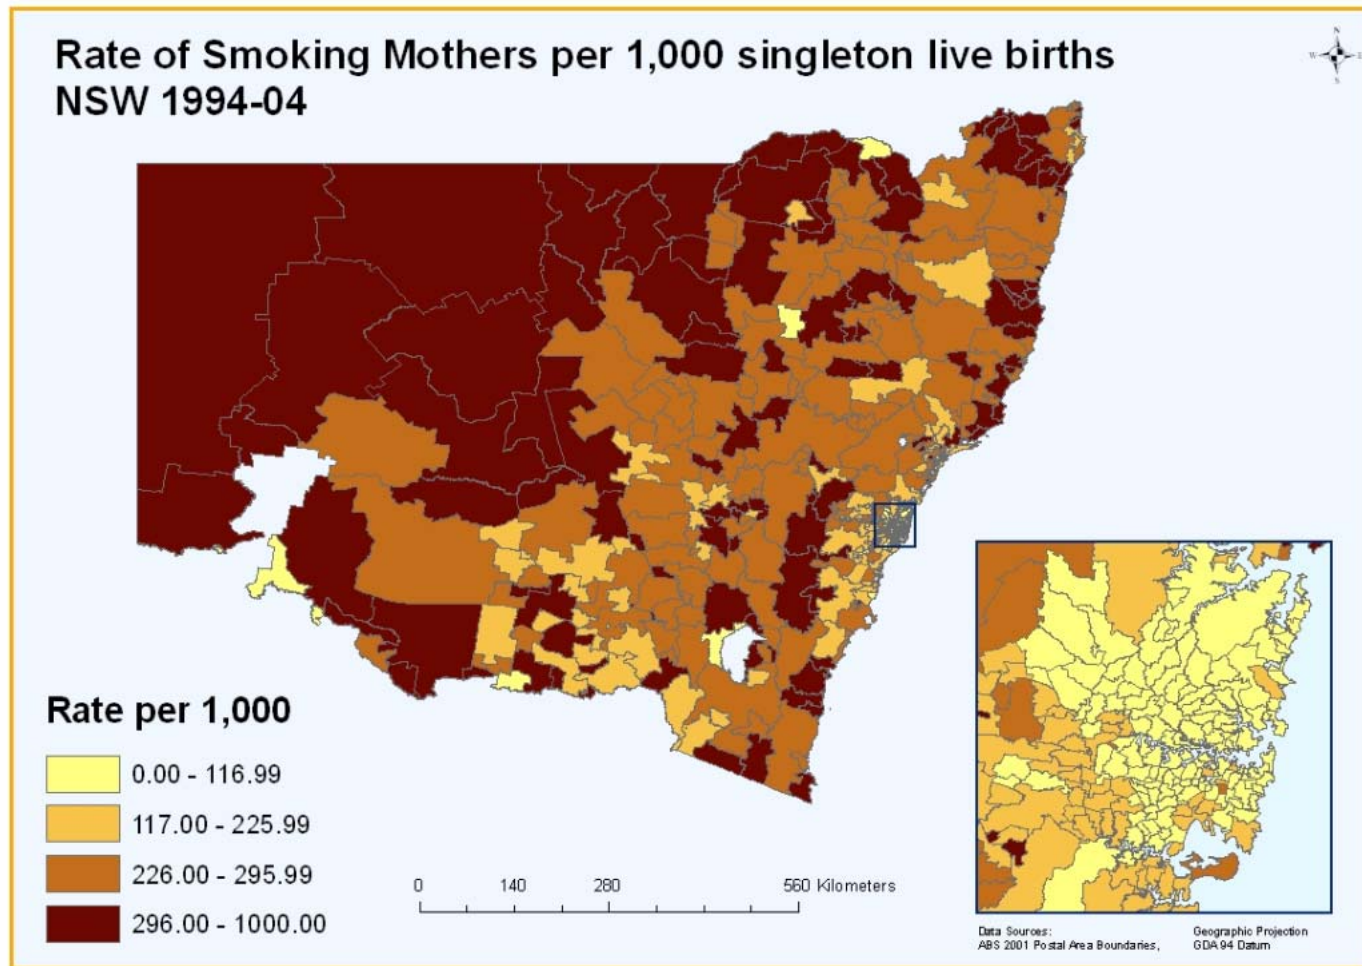 Rate of Smoking Mothers per 1,000 singleton live births
NSW 1994-04
N
W
E
S
Rate per 1,000
0.00 - 116.99
117.00 - 225.99
226.00 - 295.99
296.00 - 1000.00
0 140 280 560 Kilometers
Data Sources:
ABS 2001 Postal Area Boundaries,
Geographic Projection
GDA 94 Datum